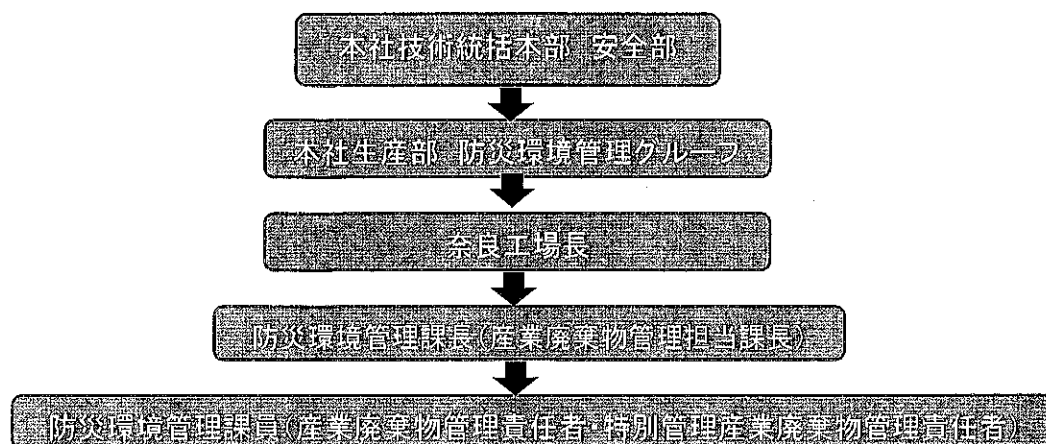 本社技術統括本部 安全部
本社生産部 防災環境管理グループ
奈良工場長
防災環境管理課長(産業廃棄物管理担当課長)
防災環境管理課員(産業廃棄物管理責任者・特別管理産業廃棄物管理責任者)